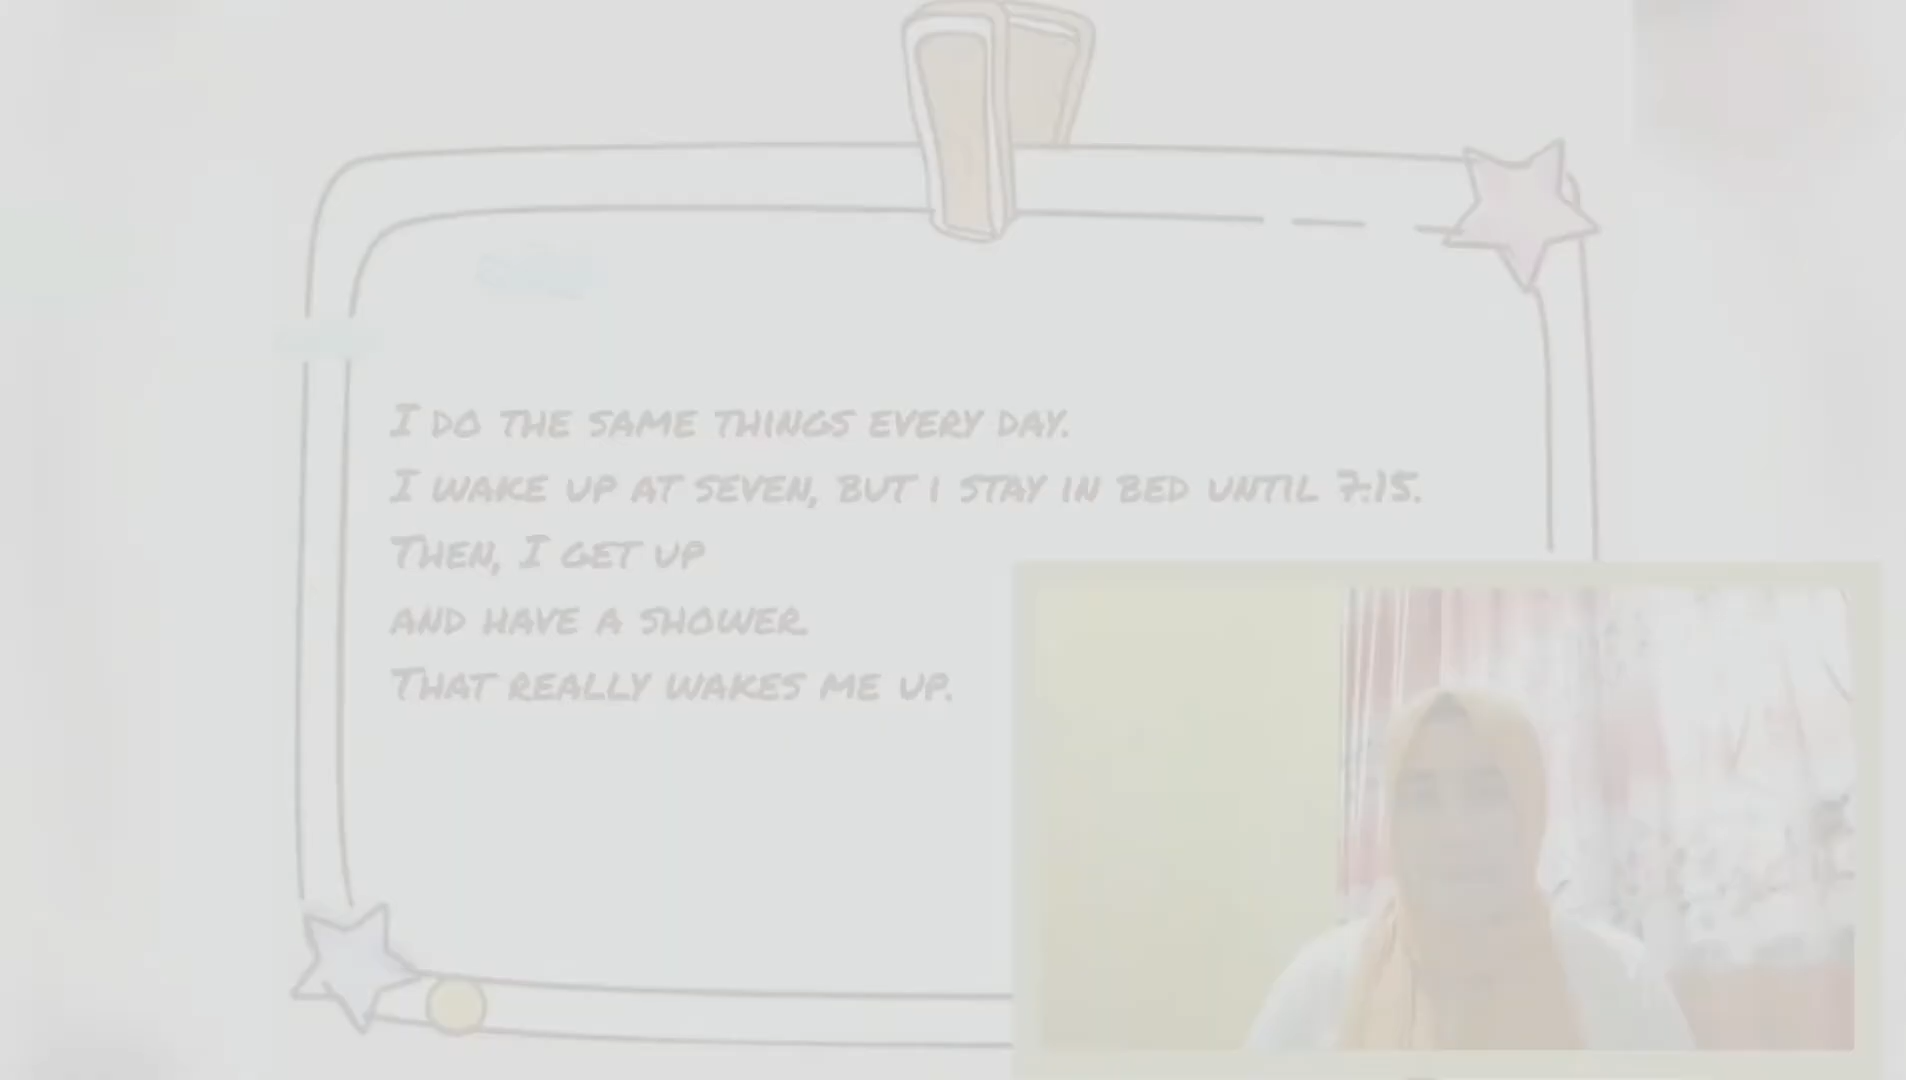 I DO THE SAME THINGS EVERY DAY.
I WAKE UP AT SEVEN, BUT I STAY IN BED UNTIL 7:15.
THEN, I GET UP
AND HAVE A SHOWER.
THAT REALLY WAKES ME UP.